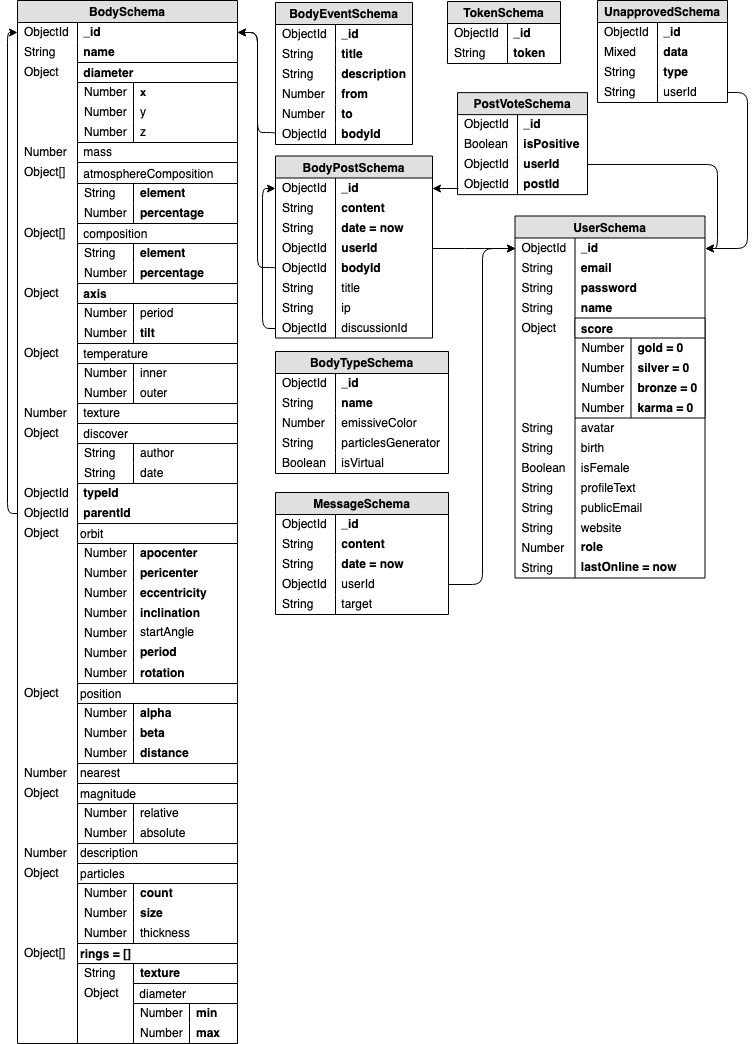 BodySchema
ObjectId _id
String name
Object diameter
Number x
Number y
Number z
Number mass
Object[] atmosphereComposition
String element
Number percentage
Object[] composition
String element
Number percentage
Object axis
Number period
Number tilt
Object temperature
Number inner
Number outer
Number texture
Object discover
String author
String date
ObjectId typeId
ObjectId parentId
Object orbit
Number apocenter
Number pericenter
Number eccentricity
Number inclination
Number startAngle
Number period
Number rotation
Object position
Number alpha
Number beta
Number distance
Number nearest
Object magnitude
Number relative
Number absolute
Number description
Object particles
Number count
Number size
Number thickness
Object[] rings = []
String texture
Object diameter
Number min
Number max
BodyEventSchema
ObjectId _id
String title
String description
Number from
Number to
ObjectId bodyId
BodyPostSchema
ObjectId _id
String content
String date = now
ObjectId userId
ObjectId bodyId
String title
String ip
ObjectId discussionId
BodyTypeSchema
ObjectId _id
String name
Number emissiveColor
String particlesGenerator
Boolean isVirtual
MessageSchema
ObjectId _id
String content
String date = now
ObjectId userId
String target
TokenSchema
ObjectId _id
String token
PostVoteSchema
ObjectId _id
Boolean isPositive
ObjectId userId
ObjectId postId
UnapprovedSchema
ObjectId _id
Mixed data
String type
String userId
UserSchema
ObjectId _id
String email
String password
String name
Object score
Number gold = 0
Number silver = 0
Number bronze = 0
Number karma = 0
String avatar
String birth
Boolean isFemale
String profileText
String publicEmail
String website
Number role
String lastOnline = now